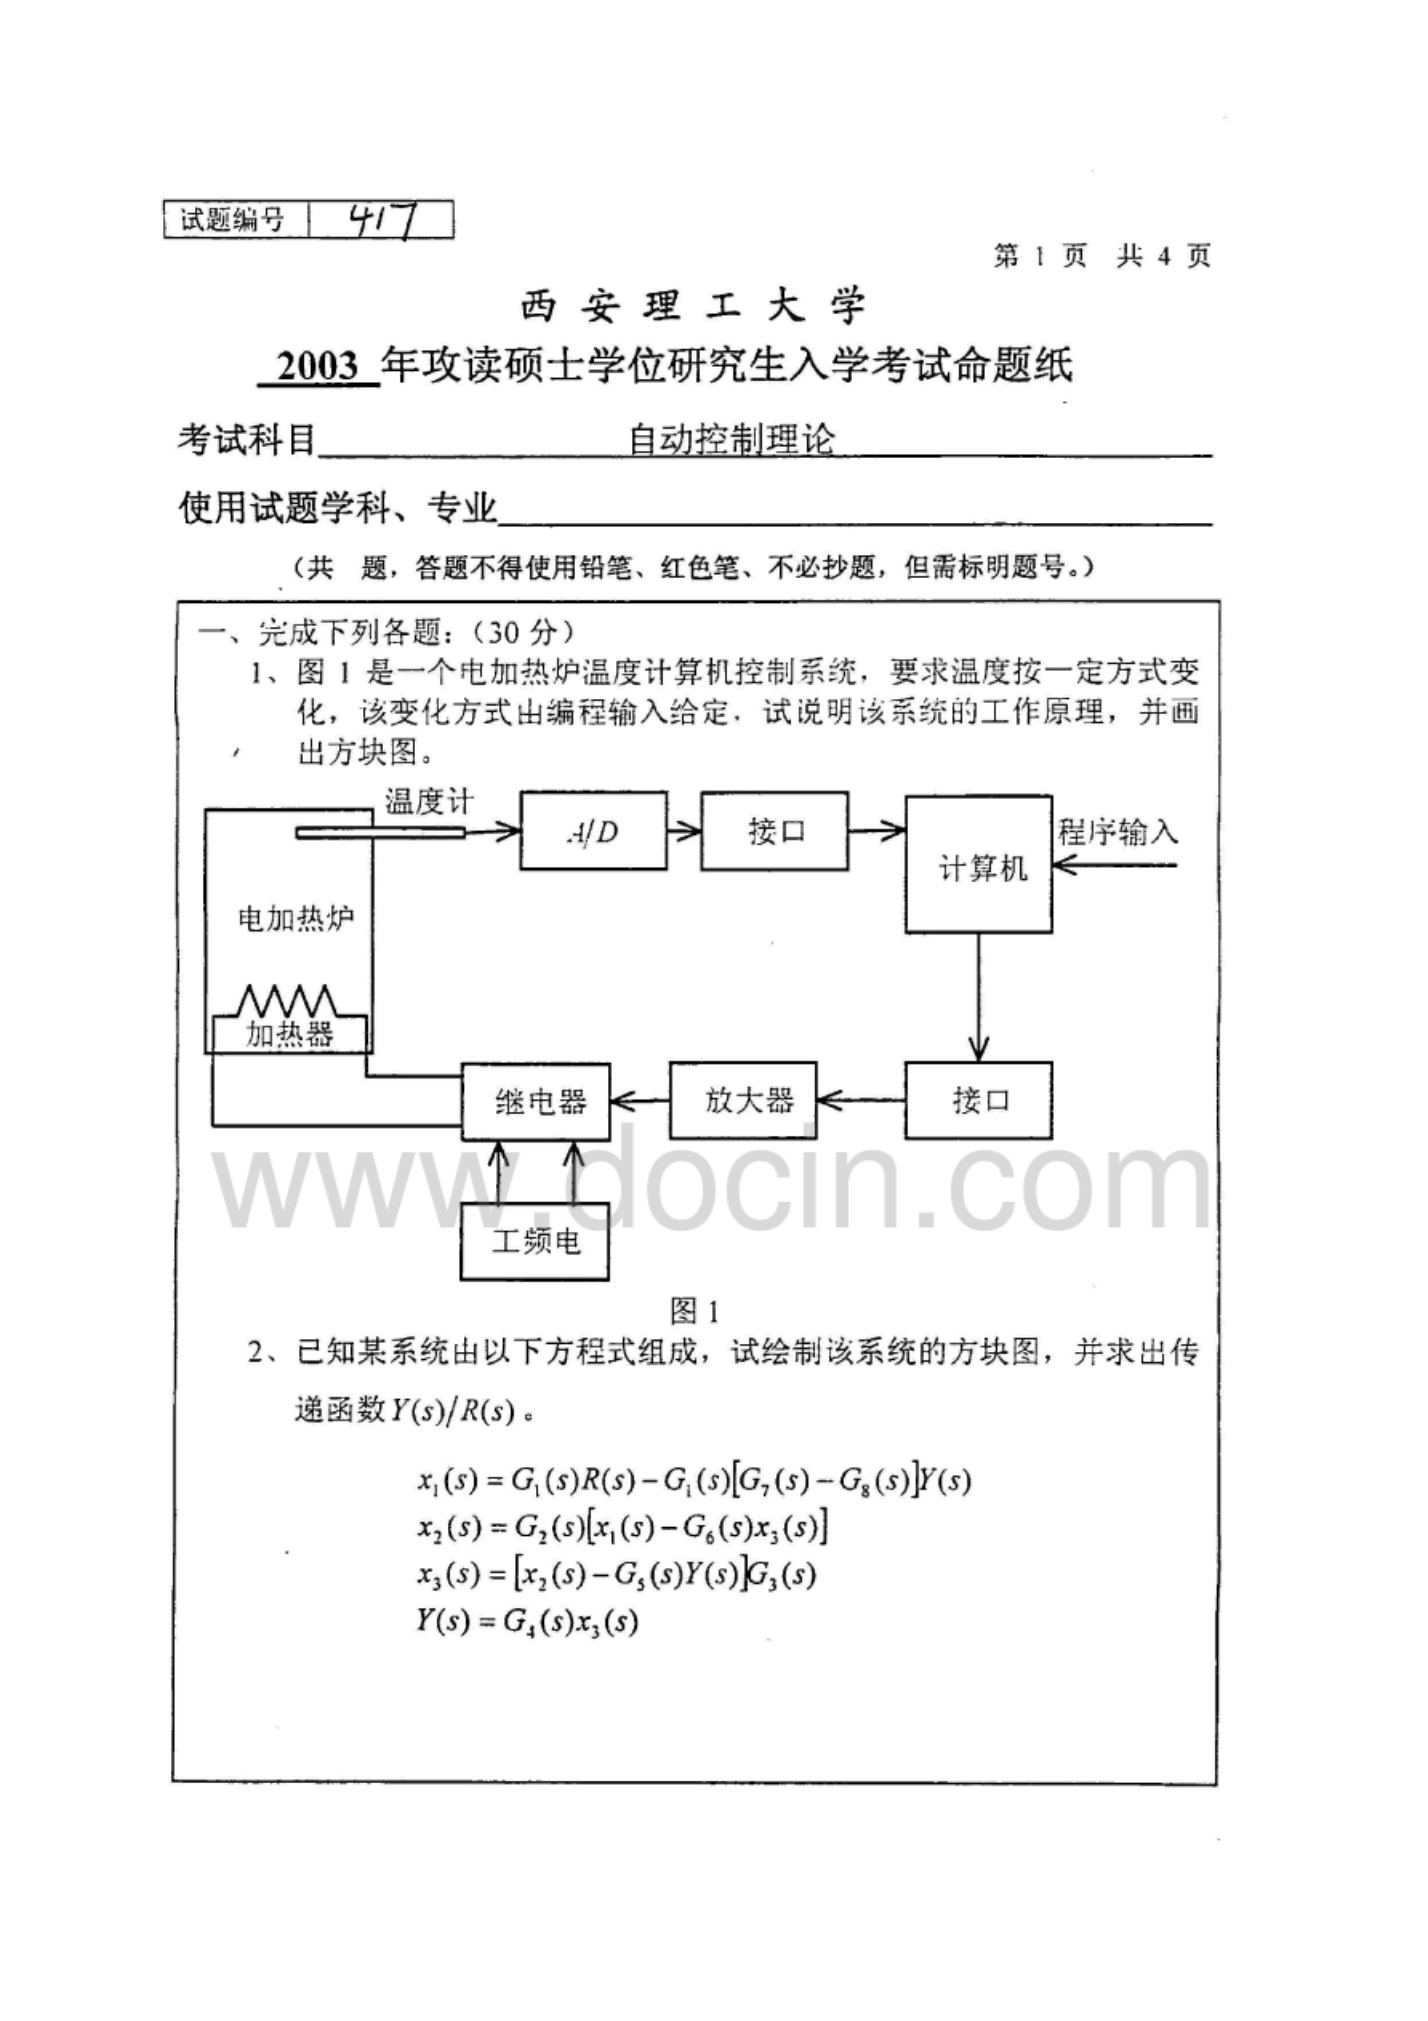 试题编号 417
第 1 页 共 4 页
西安理工大学
2003 年攻读硕士学位研究生入学考试命题纸
考试科目 自动控制理论
使用试题学科、专业
（共 题，答题不得使用铅笔、红色笔、不必抄题，但需标明题号。）
一、完成下列各题：（30 分）
1、图 1 是一个电加热炉温度计算机控制系统，要求温度按一定方式变
化，该变化方式由编程输入给定．试说明该系统的工作原理，并画
出方块图。
温度计
A/D
接口
计算机
程序输入
电加热炉
加热器
继电器
放大器
接口
www.docin.com
工频电
图 1
2、已知某系统由以下方程式组成，试绘制该系统的方块图，并求出传
递函数Y(s)/R(s)。
x₁(s) = G₁(s)R(s) − G₁(s)[G₇(s) − G₈(s)]Y(s)
x₂(s) = G₂(s)[x₁(s) − G₆(s)x₃(s)]
x₃(s) = [x₂(s) − G₅(s)Y(s)]G₃(s)
Y(s) = G₄(s)x₃(s)